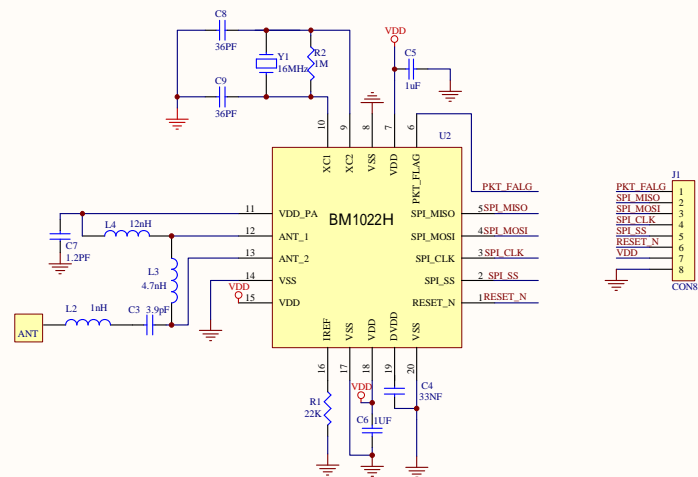 C8
36PF
Y1
16MHz
R2
1M
C9
36PF
VDD
C5
1uF
10
9
8
7
6
U2
XC1
XC2
VSS
VDD
PKT_FLAG
PKT_FALG
BM1022H
11
VDD_PA
SPI_MISO
5
SPI_MISO
12
ANT_1
SPI_MOSI
4
SPI_MOSI
13
ANT_2
SPI_CLK
3
SPI_CLK
14
VSS
SPI_SS
2
SPI_SS
VDD
15
VDD
RESET_N
1
RESET_N
L4
12nH
C7
1.2PF
L3
4.7nH
L2
1nH
C3
3.9pF
ANT
IREF
VSS
VDD
DVDD
VSS
16
17
18
19
20
R1
22K
VDD
C6
1UF
C4
33NF
J1
PKT_FALG
1
SPI_MISO
2
SPI_MOSI
3
SPI_CLK
4
SPI_SS
5
RESET_N
6
VDD
7
8
CON8